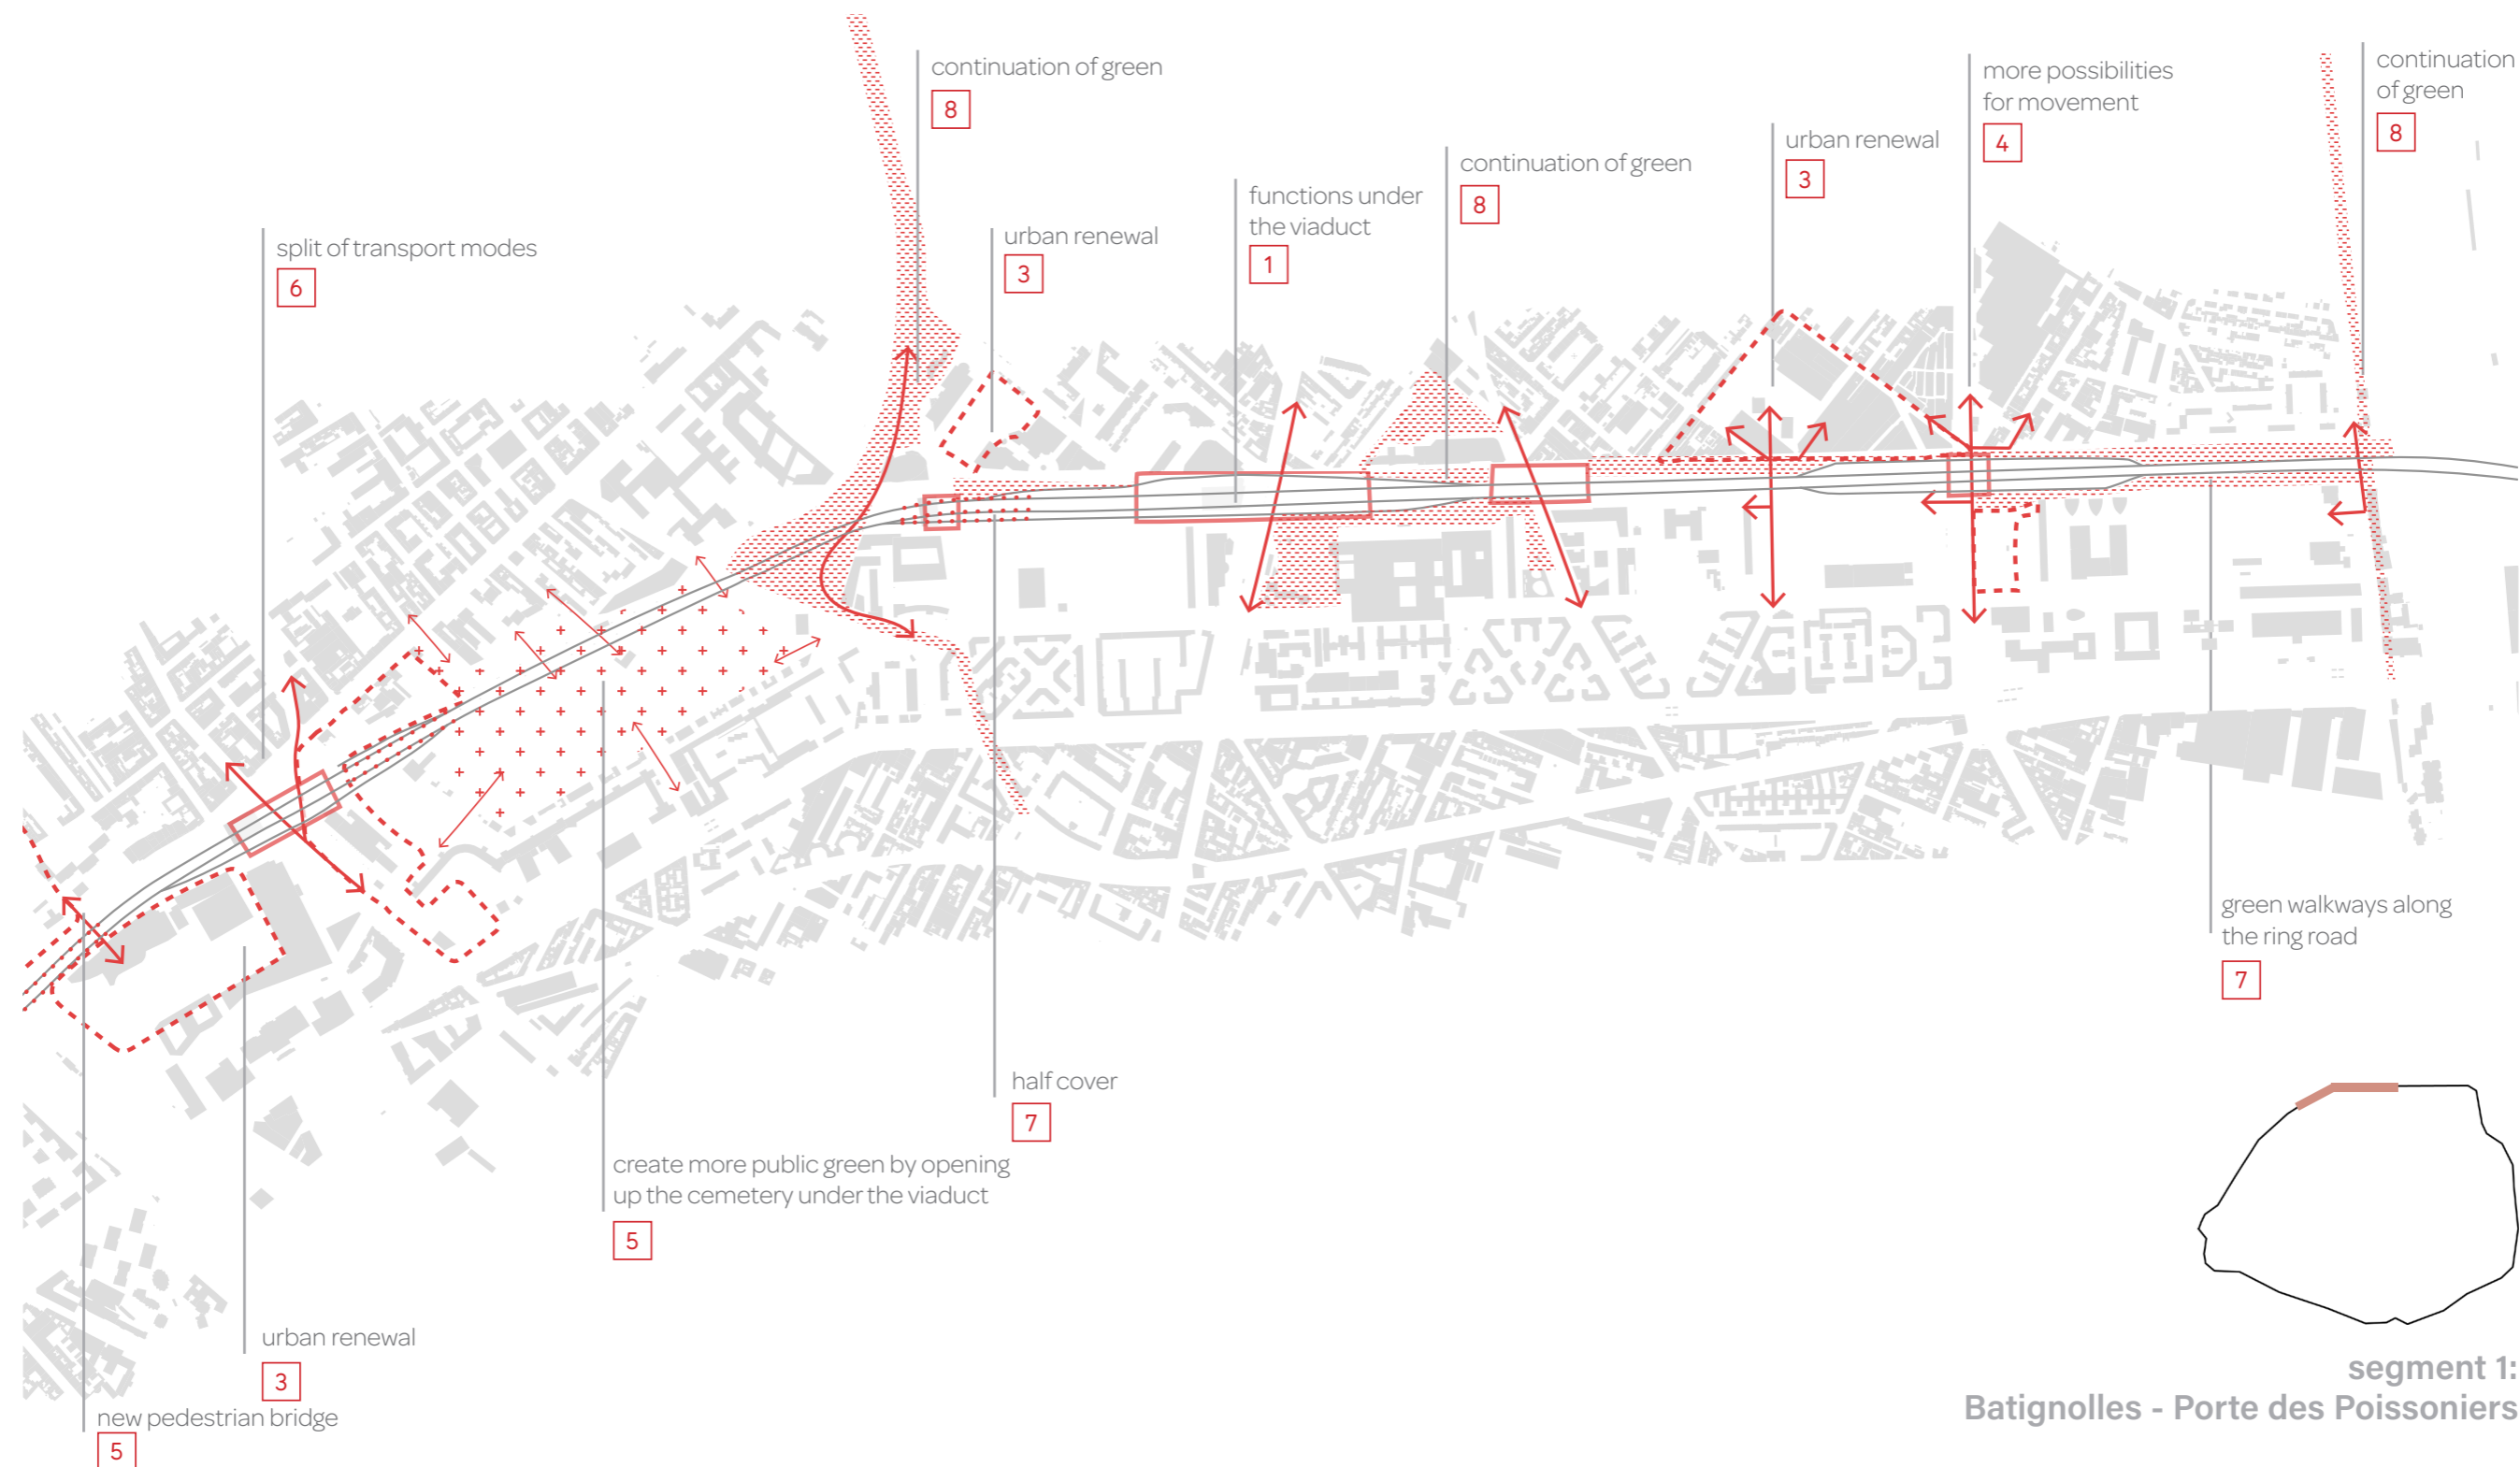 continuation of green
8
continuation
of green
8
more possibilities
for movement
4
urban renewal
3
continuation of green
8
functions under
the viaduct
1
urban renewal
3
split of transport modes
6
green walkways along
the ring road
7
half cover
7
create more public green by opening
up the cemetery under the viaduct
5
urban renewal
3
new pedestrian bridge
5
segment 1:
Batignolles - Porte des Poissoniers